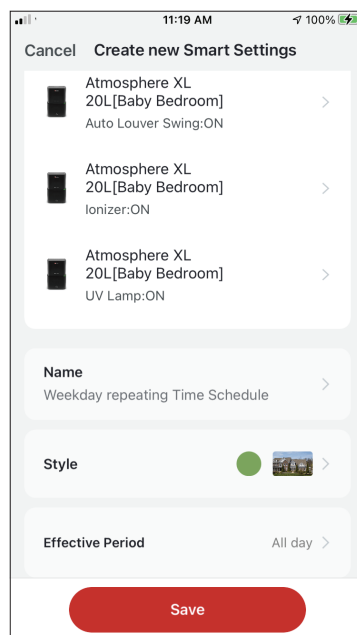 11:19 AM
100%
Cancel Create new Smart Settings
Atmosphere XL
20L[Baby Bedroom]
Auto Louver Swing:ON
Atmosphere XL
20L[Baby Bedroom]
Ionizer:ON
Atmosphere XL
20L[Baby Bedroom]
UV Lamp:ON
Name
Weekday repeating Time Schedule
Style
Effective Period All day
Save